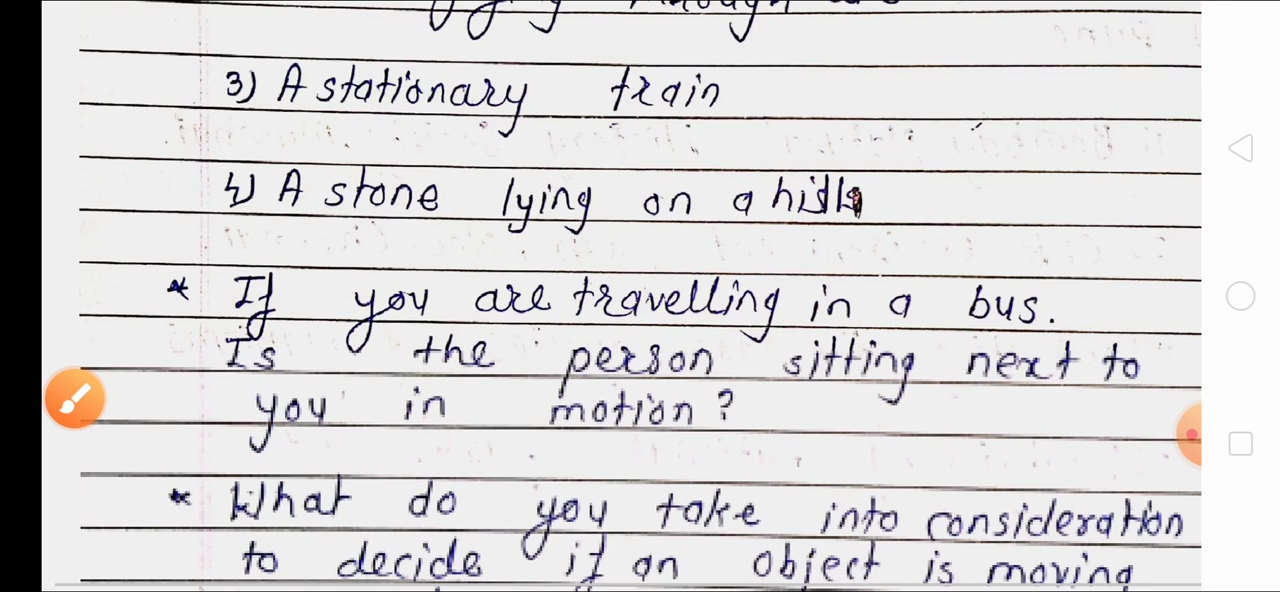 3) A stationary train
4) A stone lying on a hill
* If you are travelling in a bus.
Is the person sitting next to
you in motion?
* What do you take into consideration
to decide if an object is moving